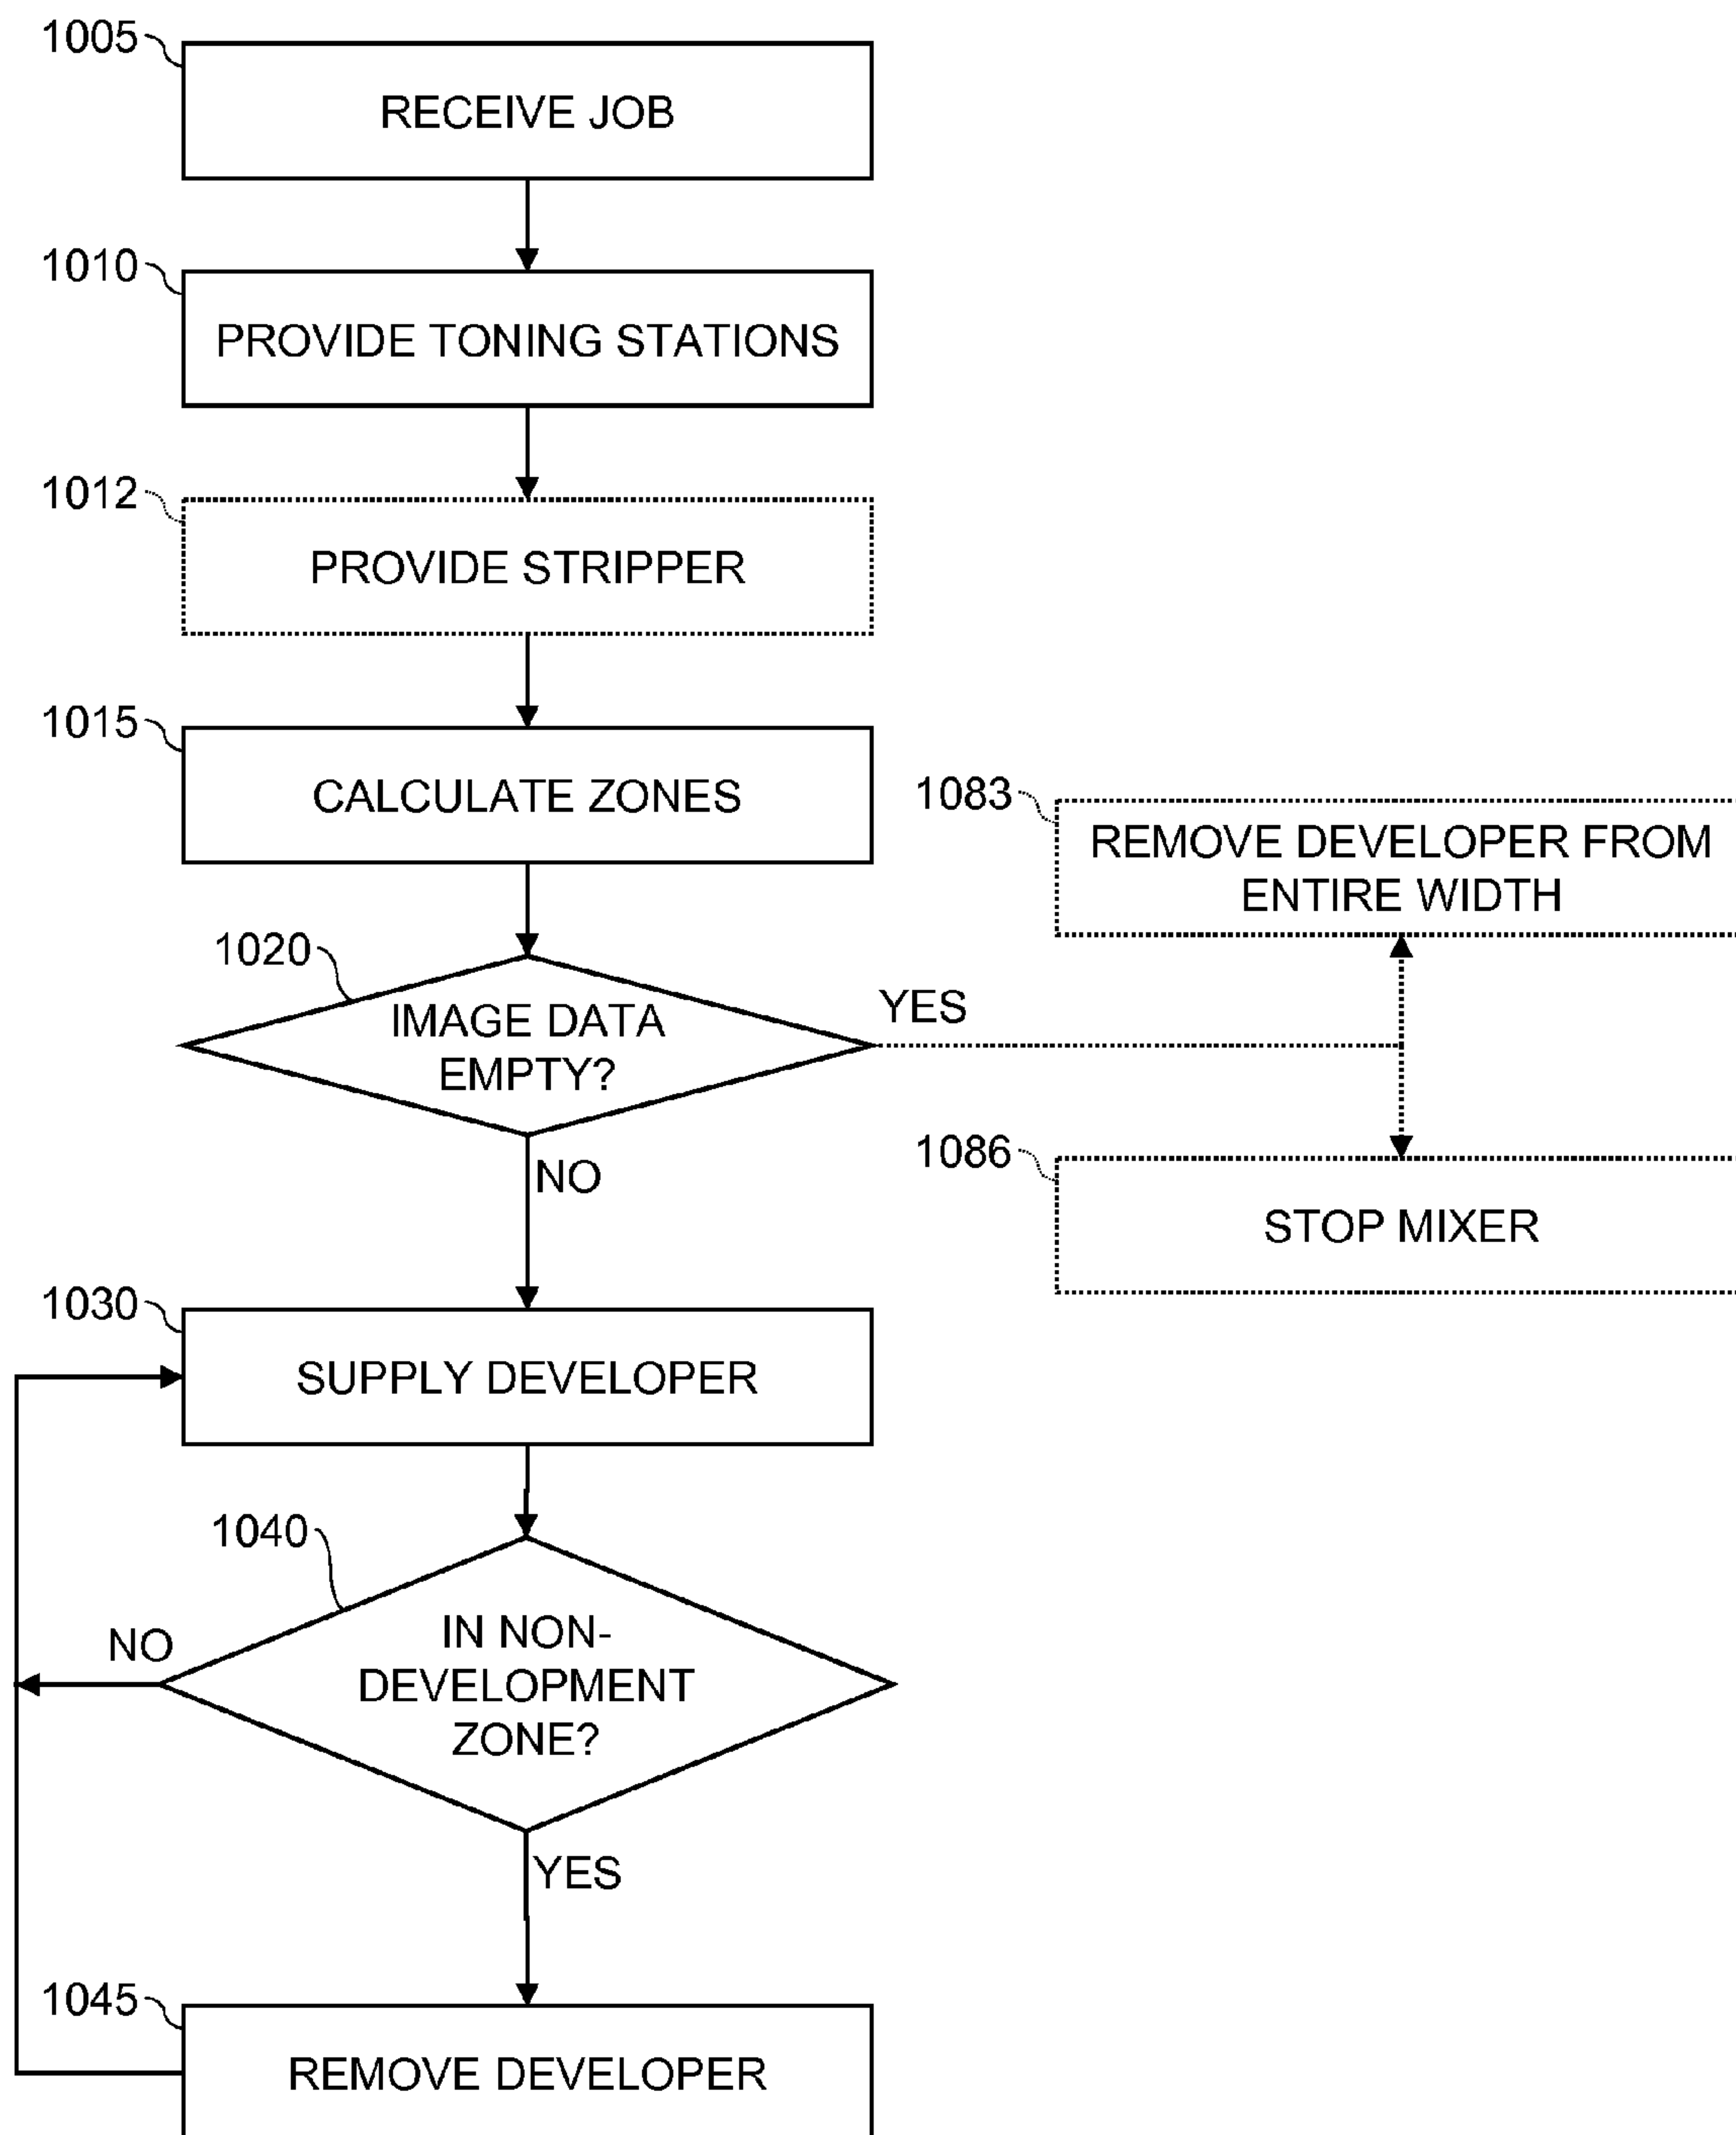 1005
RECEIVE JOB
1010
PROVIDE TONING STATIONS
1012
PROVIDE STRIPPER
1015
CALCULATE ZONES
1083
REMOVE DEVELOPER FROM
ENTIRE WIDTH
1020
IMAGE DATA
EMPTY?
YES
NO
1086
STOP MIXER
1030
SUPPLY DEVELOPER
1040
IN NON-
DEVELOPMENT
ZONE?
NO
YES
1045
REMOVE DEVELOPER